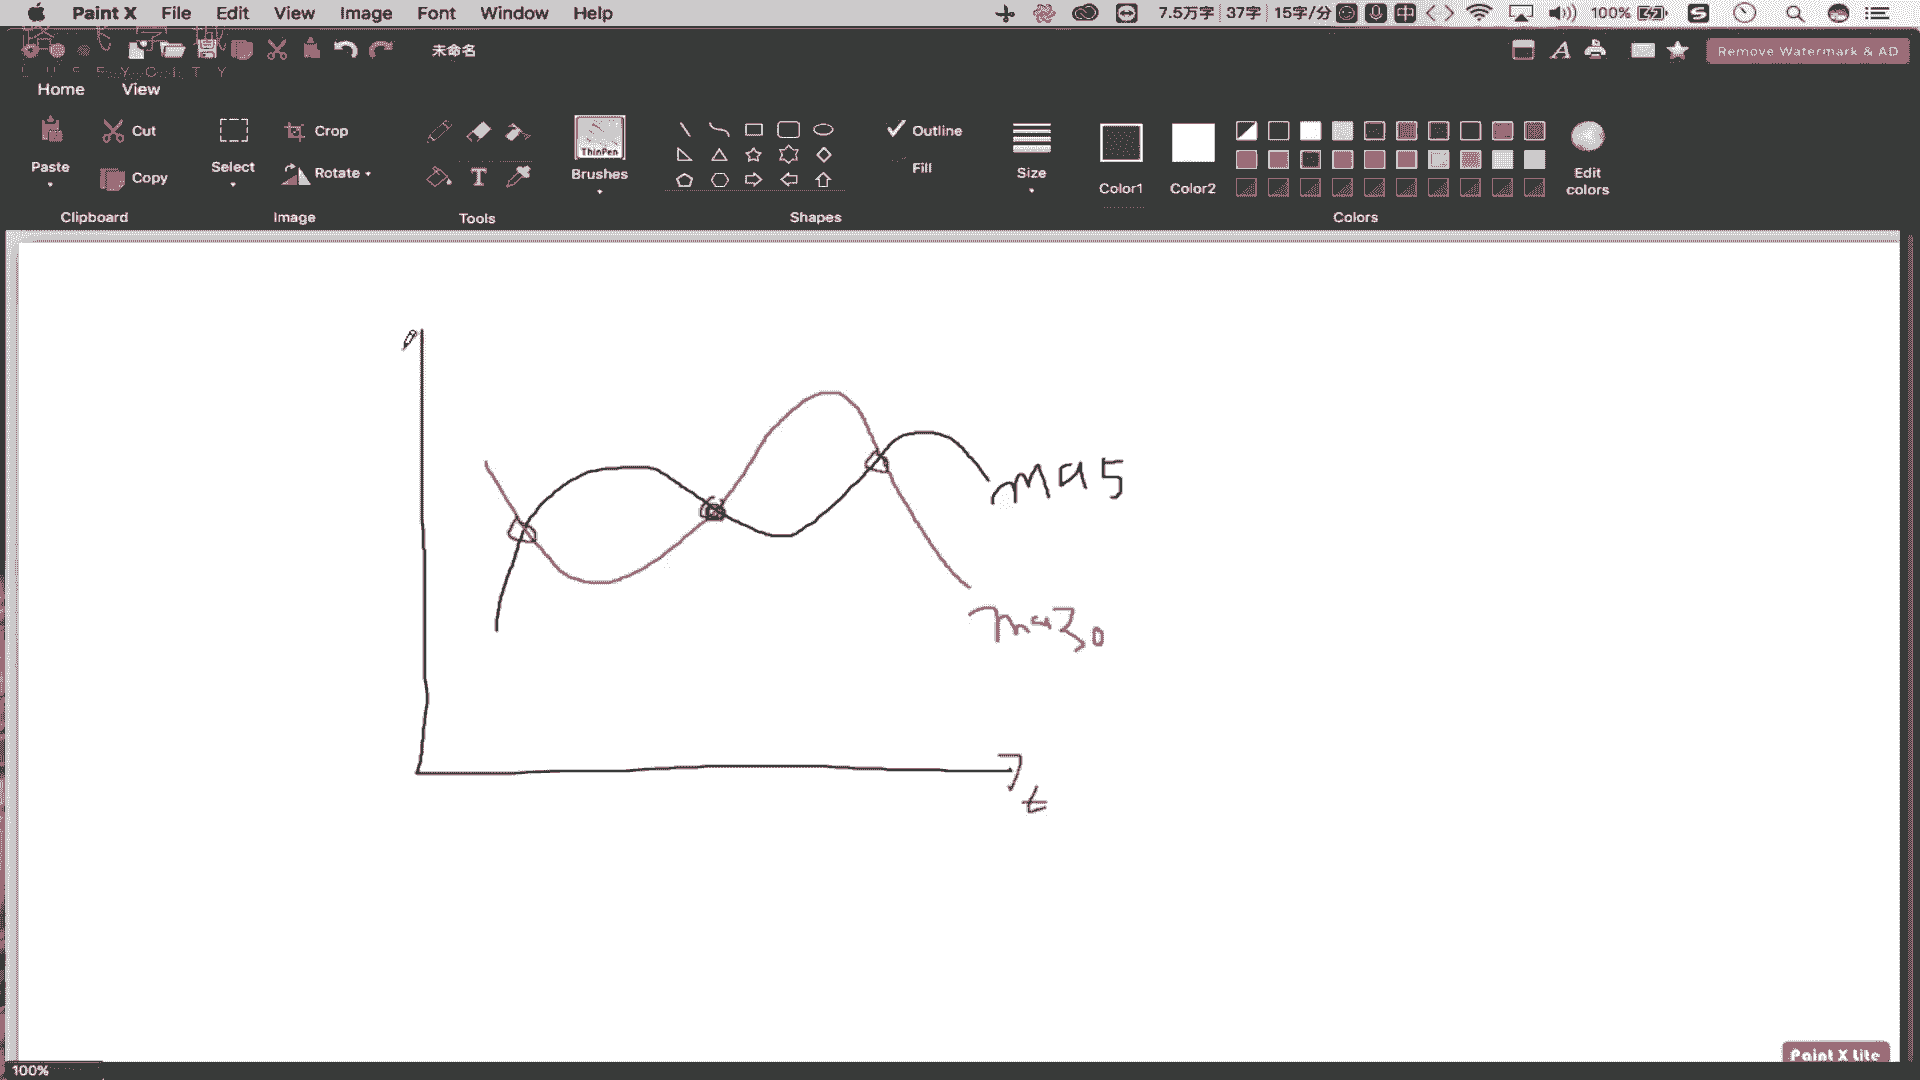 Paint X File Edit View Image Font Window Help 7.5万字 37字 15字/分 中 100%
未命名 Remove Watermark & AD
Home View
Paste Cut Copy Select Crop Rotate T ThinPen Brushes Outline Fill Size Color1 Color2 Edit colors
Clipboard Image Tools Shapes Colors
ma5
ma30
t
Paint X Lite
100%